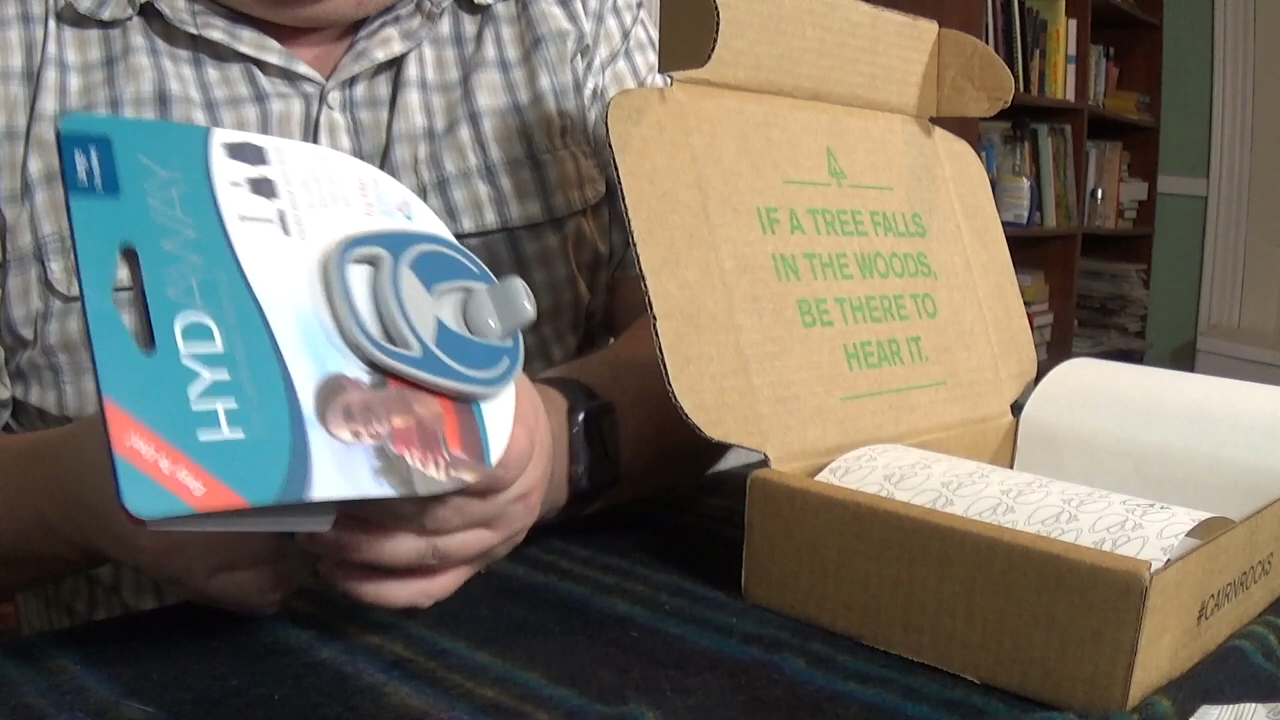 HYDAWAY
IF A TREE FALLS
IN THE WOODS,
BE THERE TO
HEAR IT.
#CAIRNROCKS